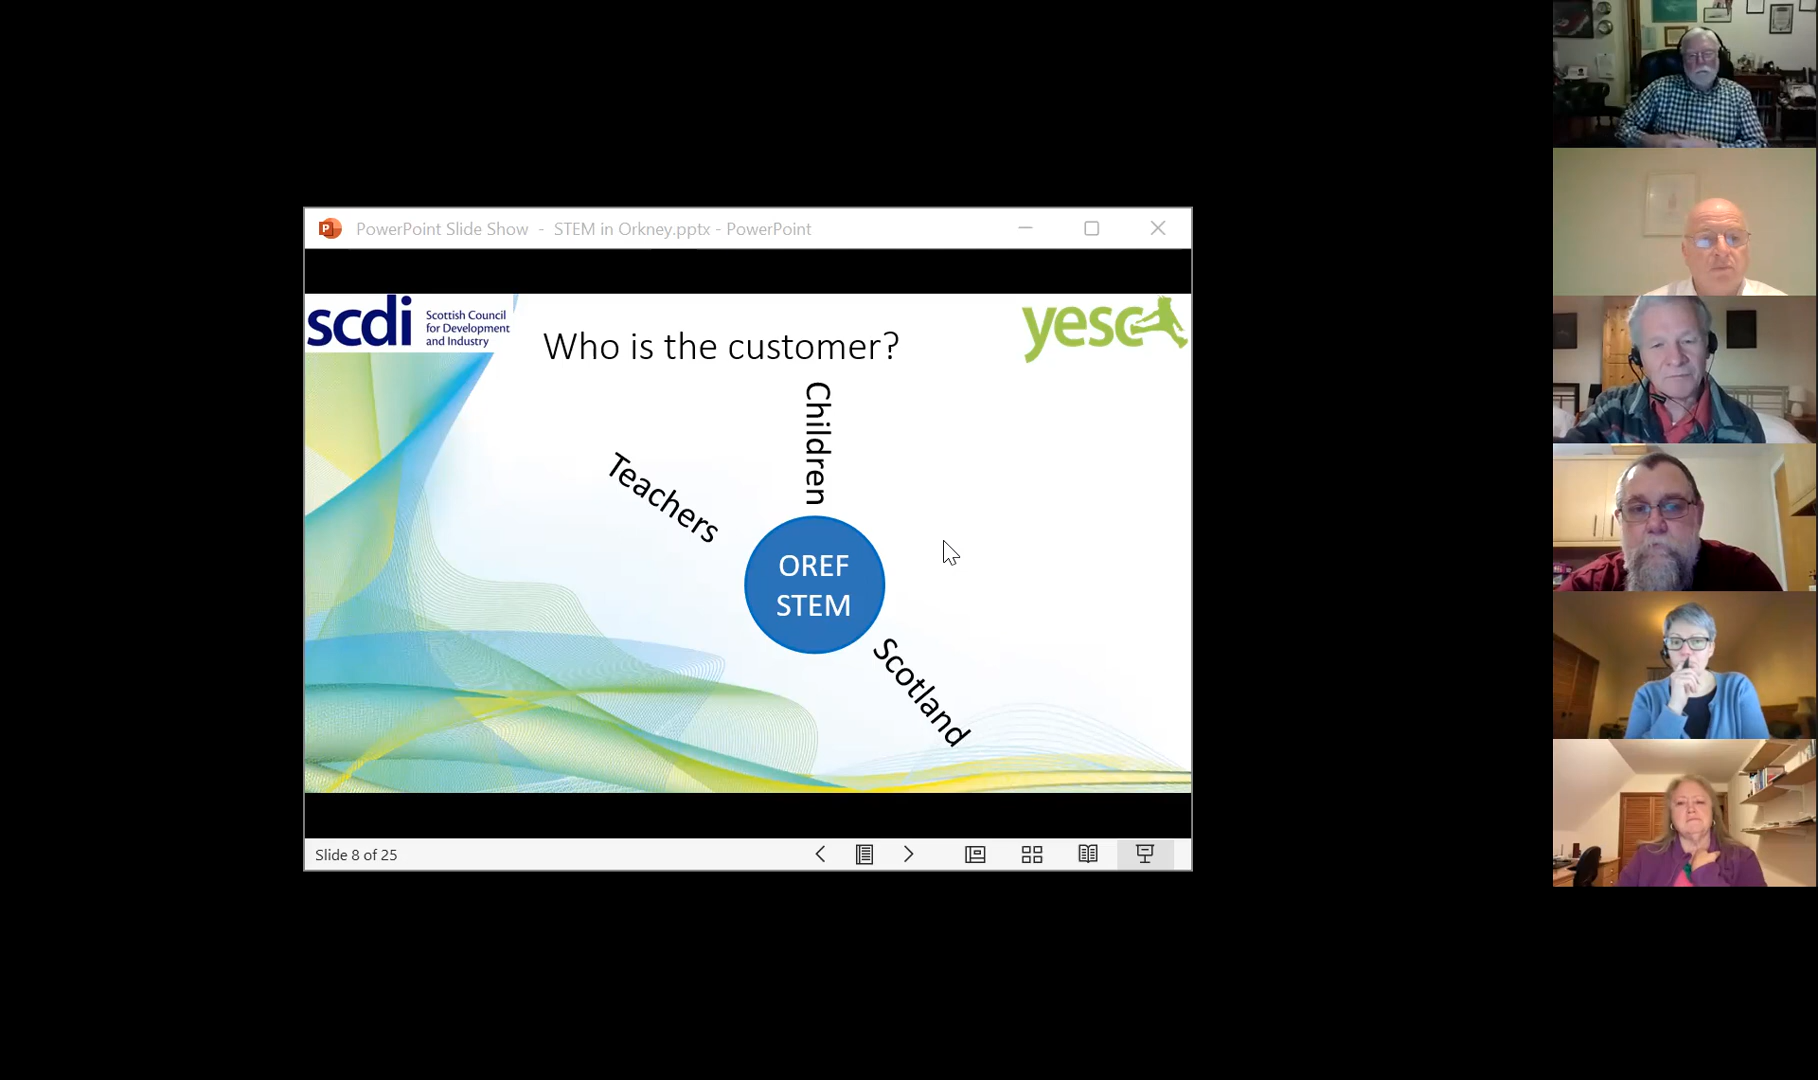 PowerPoint Slide Show - STEM in Orkney.pptx - PowerPoint
scdi
Scottish Council
for Development
and Industry
Who is the customer?
yesc
Children
Teachers
OREF
STEM
Scotland
Slide 8 of 25